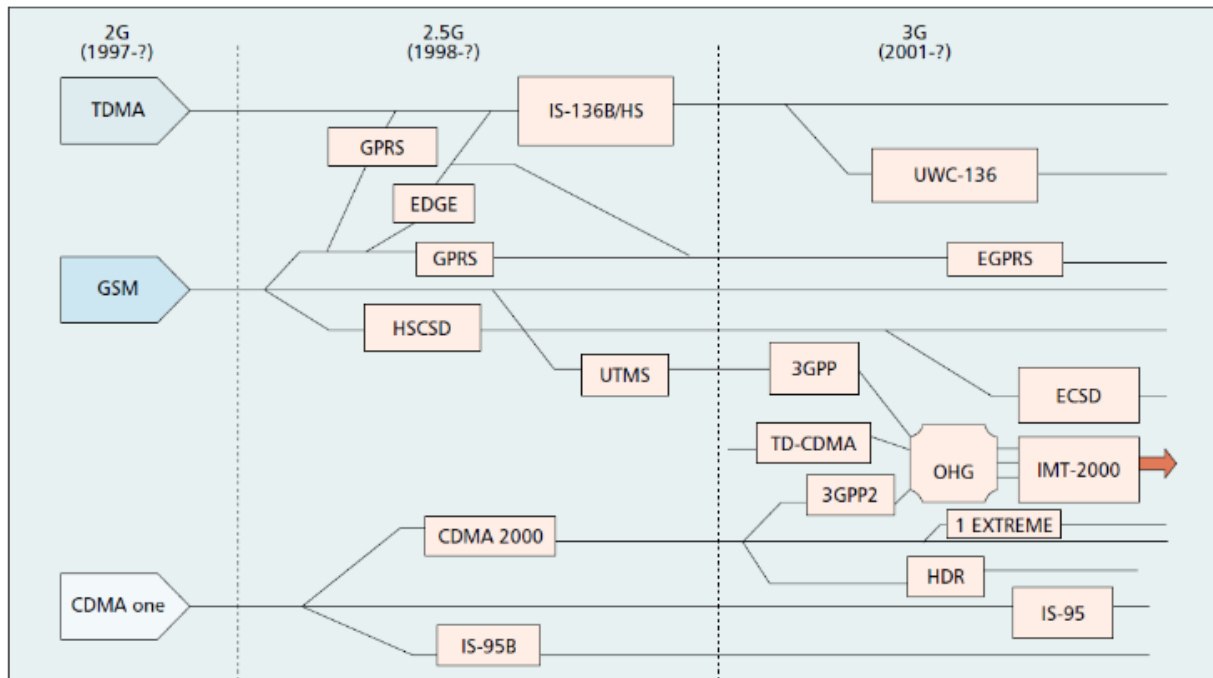 2G
(1997-?)
2.5G
(1998-?)
3G
(2001-?)
TDMA
IS-136B/HS
GPRS
UWC-136
EDGE
GPRS
EGPRS
GSM
HSCSD
UTMS
3GPP
ECSD
TD-CDMA
OHG
IMT-2000
3GPP2
1 EXTREME
CDMA 2000
HDR
CDMA one
IS-95
IS-95B